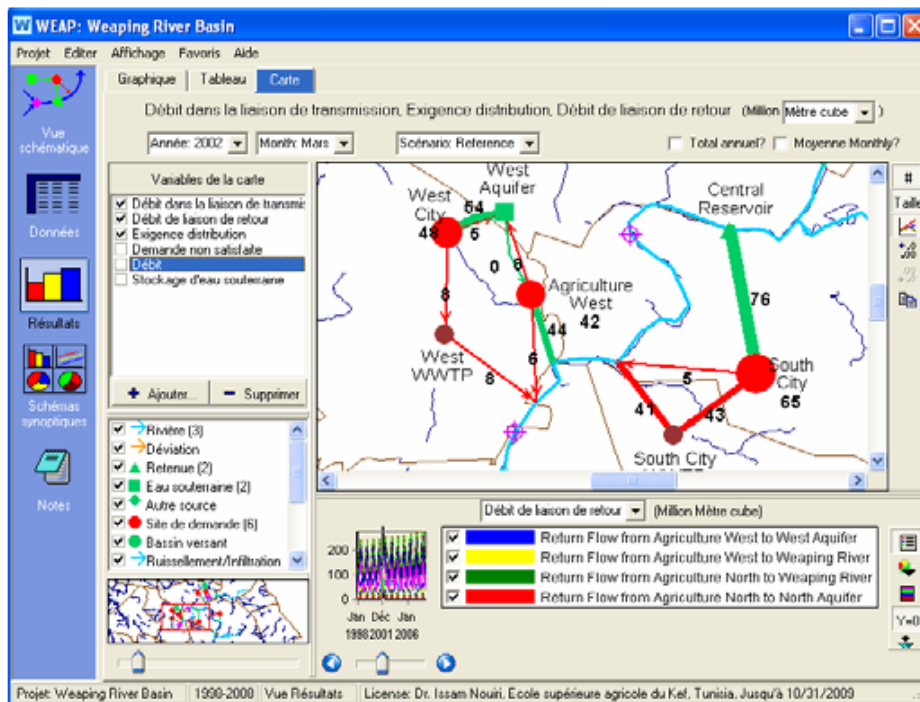 WEAP: Weaping River Basin
Projet Editer Affichage Favoris Aide
Vue schématique
Données
Résultats
Schémas synoptiques
Notes
Graphique Tableau Carte
Débit dans la liaison de transmission, Exigence distribution, Débit de liaison de retour (Million Mètre cube )
Année: 2002 Month: Mars Scénario: Reference Total annuel? Moyenne Monthly?
Variables de la carte
Débit dans la liaison de transmis
Débit de liaison de retour
Exigence distribution
Demande non satisfaite
Débit
Stockage d'eau souterraine
Ajouter... Supprimer
Rivière (3)
Déviation
Retenue (2)
Eau souterraine (2)
Autre source
Site de demande (6)
Bassin versant
Ruissellement/Infiltration
West City
48
West Aquifer
54
5
0
6
8
Agriculture West
42
44
6
West WWTP
8
Central Reservoir
76
South City
65
5
41
43
South City
#
Taille
Débit de liaison de retour (Million Mètre cube)
Return Flow from Agriculture West to West Aquifer
Return Flow from Agriculture West to Weaping River
Return Flow from Agriculture North to Weaping River
Return Flow from Agriculture North to North Aquifer
200
100
0
Jan Déc Jan
1998 2001 2006
Y=0
Projet: Weaping River Basin 1998-2008 Vue Résultats License: Dr. Issam Nouiri, Ecole supérieure agricole du Kef, Tunisia, Jusqu'à 10/31/2009